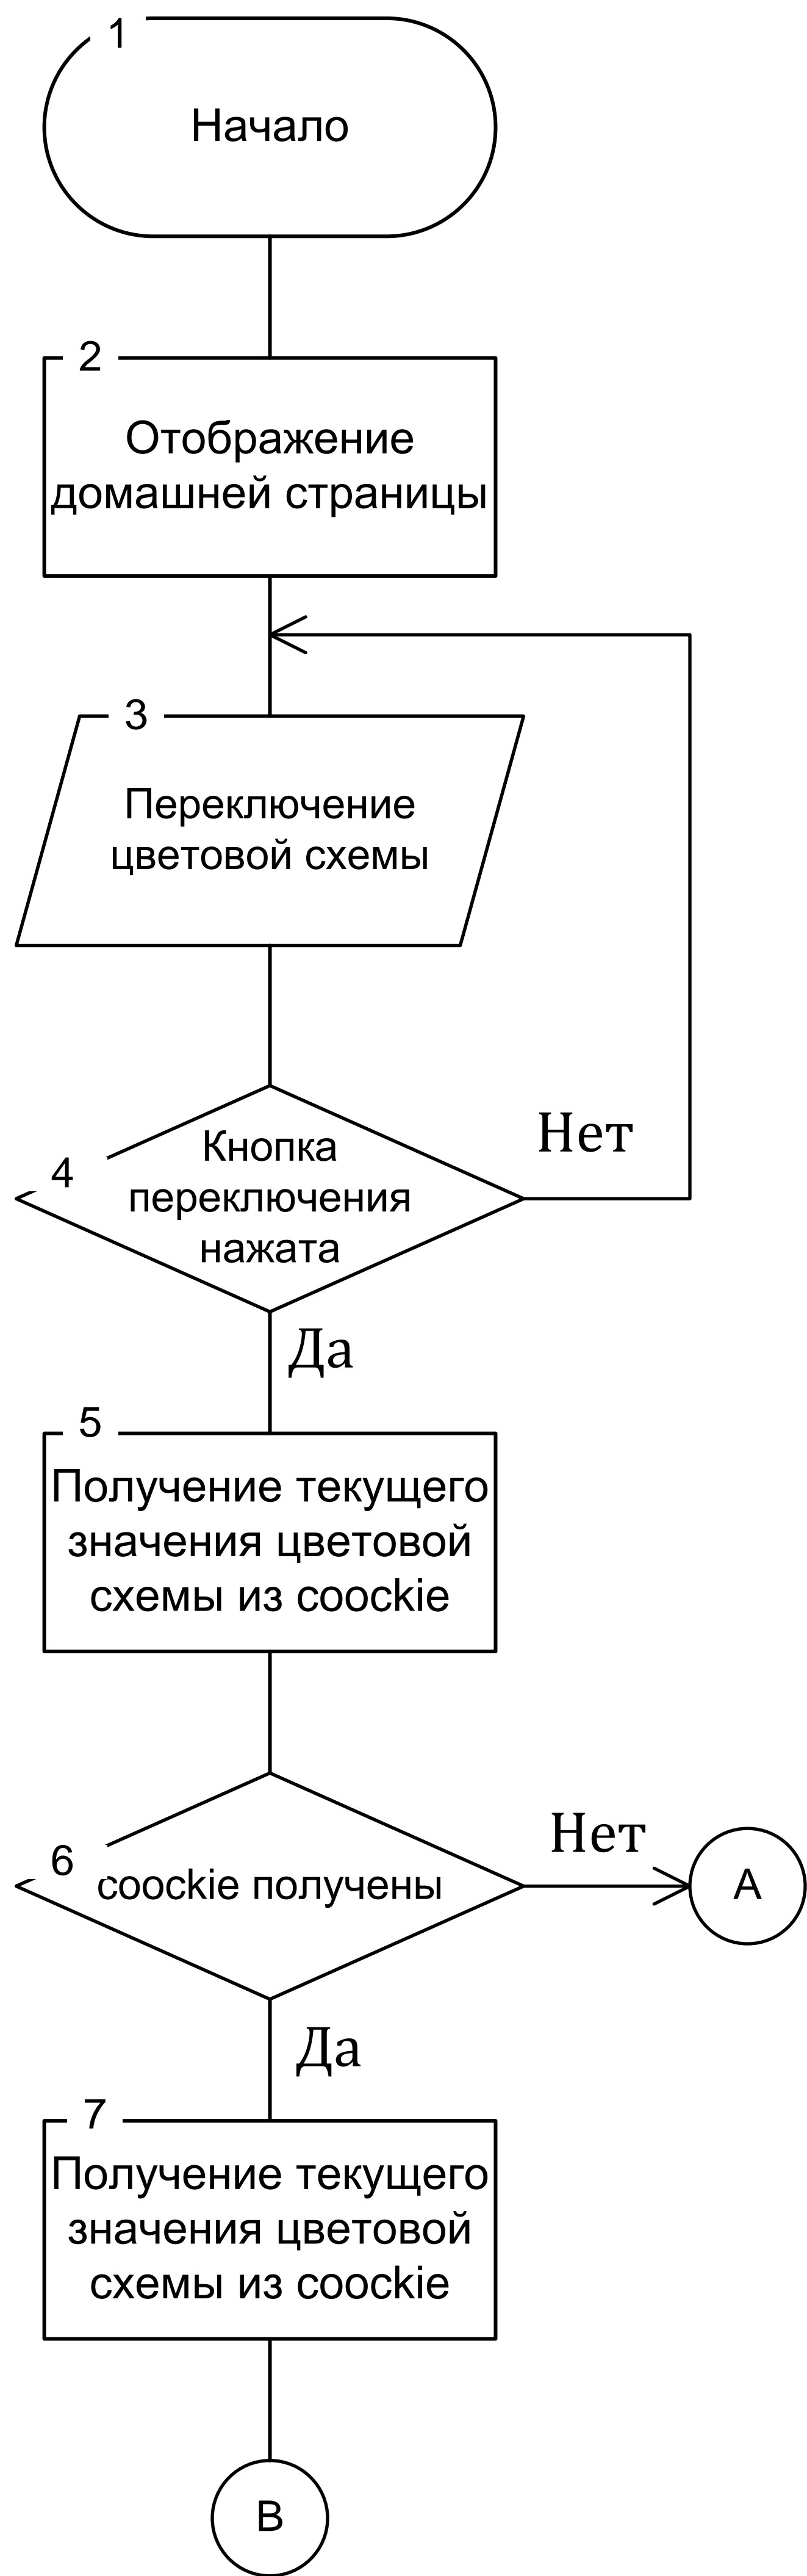 1
Начало
2
Отображение
домашней страницы
3
Переключение
цветовой схемы
4
Кнопка
переключения
нажата
Нет
Да
5
Получение текущего
значения цветовой
схемы из coockie
6
coockie получены
Нет
A
Да
7
Получение текущего
значения цветовой
схемы из coockie
B